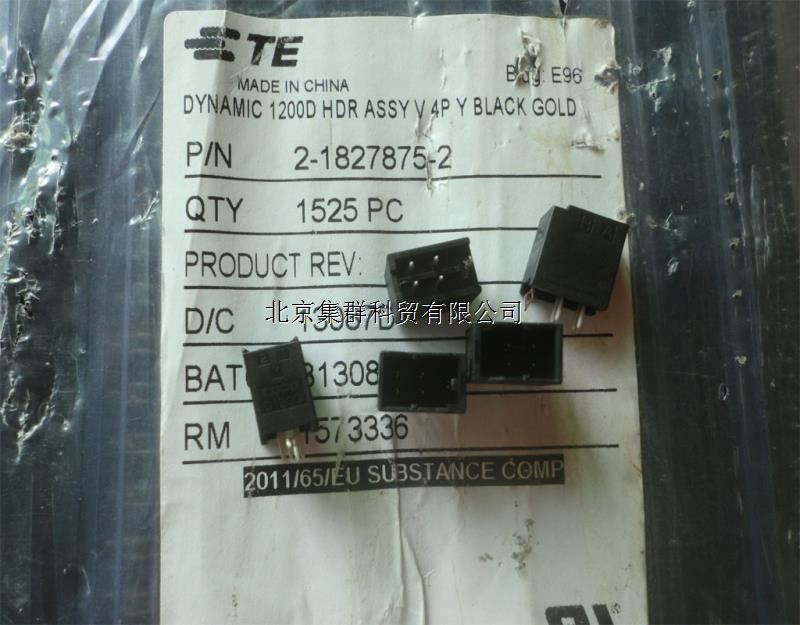 TE
MADE IN CHINA
E96
DYNAMIC 1200D HDR ASSY V 4P Y BLACK GOLD
P/N 2-1827875-2
QTY 1525 PC
PRODUCT REV:
北京集群科贸有限公司
D/C
BAT
RM 1573336
2011/65/EU SUBSTANCE COMP